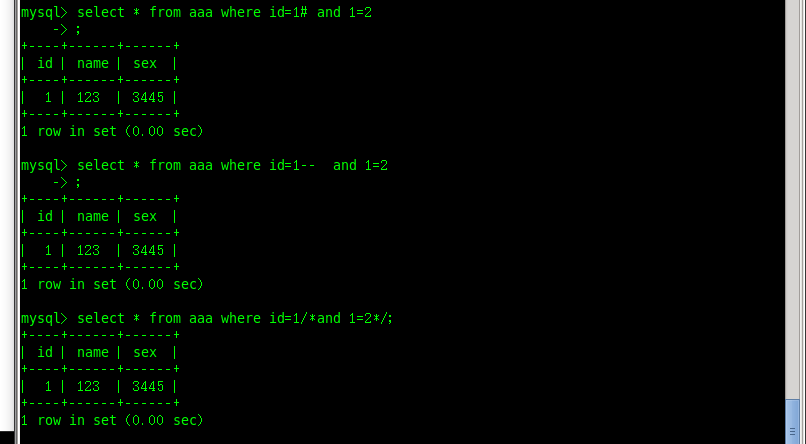 mysql> select * from aaa where id=1# and 1=2
    -> ;
+----+------+------+
| id | name | sex  |
+----+------+------+
|  1 | 123  | 3445 |
+----+------+------+
1 row in set (0.00 sec)

mysql> select * from aaa where id=1--  and 1=2
    -> ;
+----+------+------+
| id | name | sex  |
+----+------+------+
|  1 | 123  | 3445 |
+----+------+------+
1 row in set (0.00 sec)

mysql> select * from aaa where id=1/*and 1=2*/;
+----+------+------+
| id | name | sex  |
+----+------+------+
|  1 | 123  | 3445 |
+----+------+------+
1 row in set (0.00 sec)